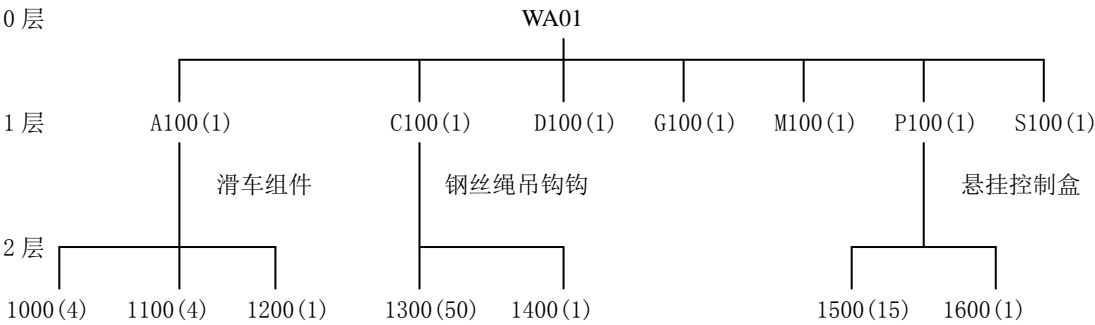 0层 WA01
1层 A100(1) C100(1) D100(1) G100(1) M100(1) P100(1) S100(1)
滑车组件 钢丝绳吊钩钩 悬挂控制盒
2层
1000(4) 1100(4) 1200(1) 1300(50) 1400(1) 1500(15) 1600(1)